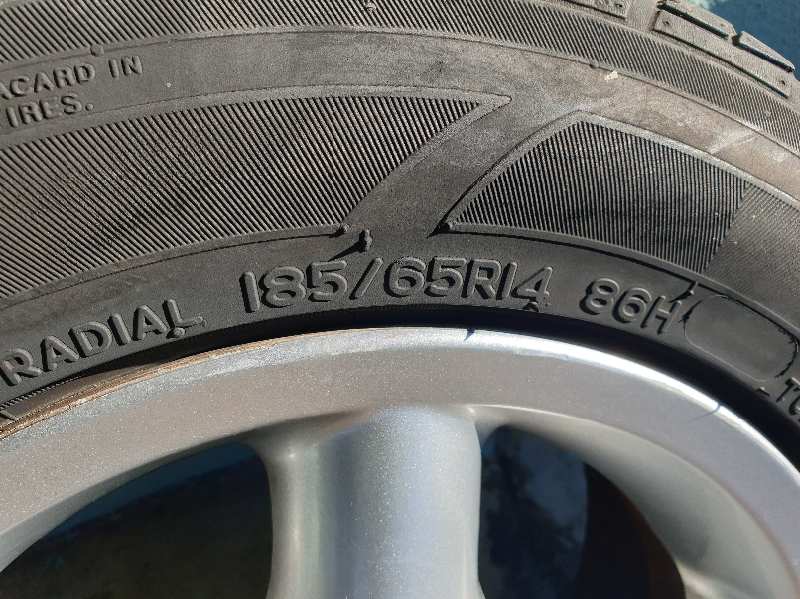 ACARD IN
IRES.
RADIAL 185/65R14 86H